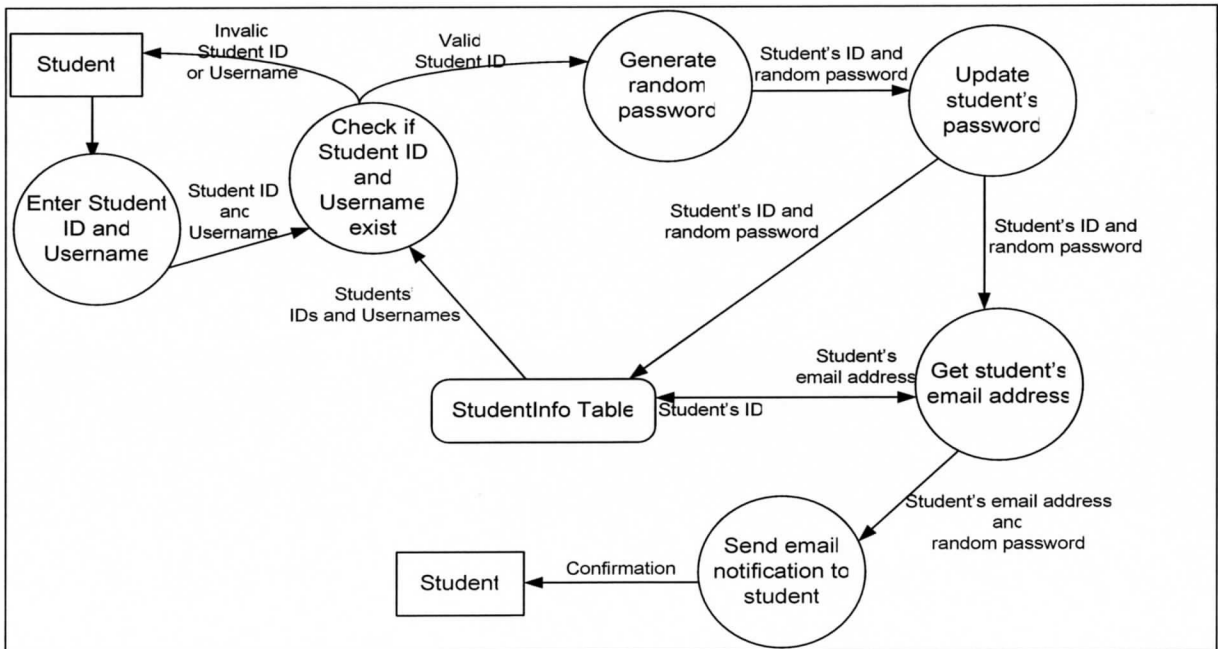 Student
Invalic
Student ID
or Username
Valid
Student ID
Generate
random
password
Student's ID and
random password
Update
student's
password
Check if
Student ID
and
Username
exist
Enter Student
ID and
Username
Student ID
anc
Username
Student's ID and
random password
Student's ID and
random password
Students'
IDs and Usernames
StudentInfo Table
Student's
email address
Student's ID
Get student's
email address
Student's email address
anc
random password
Send email
notification to
student
Confirmation
Student